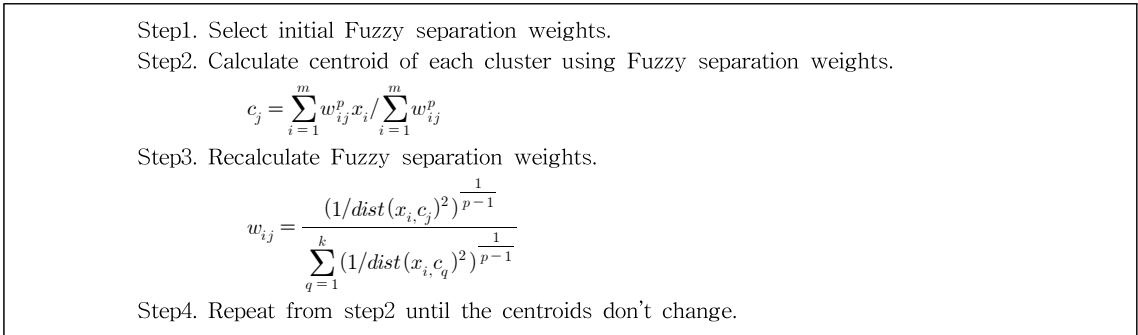 Step1. Select initial Fuzzy separation weights.
Step2. Calculate centroid of each cluster using Fuzzy separation weights.
$c_j = \sum_{i=1}^{m} w_{ij}^{p} x_i / \sum_{i=1}^{m} w_{ij}^{p}$
Step3. Recalculate Fuzzy separation weights.
$w_{ij} = \frac{(1/dist(x_{i,}c_j)^2)^{\frac{1}{p-1}}}{\sum_{q=1}^{k} (1/dist(x_{i,}c_q)^2)^{\frac{1}{p-1}}}$
Step4. Repeat from step2 until the centroids don't change.